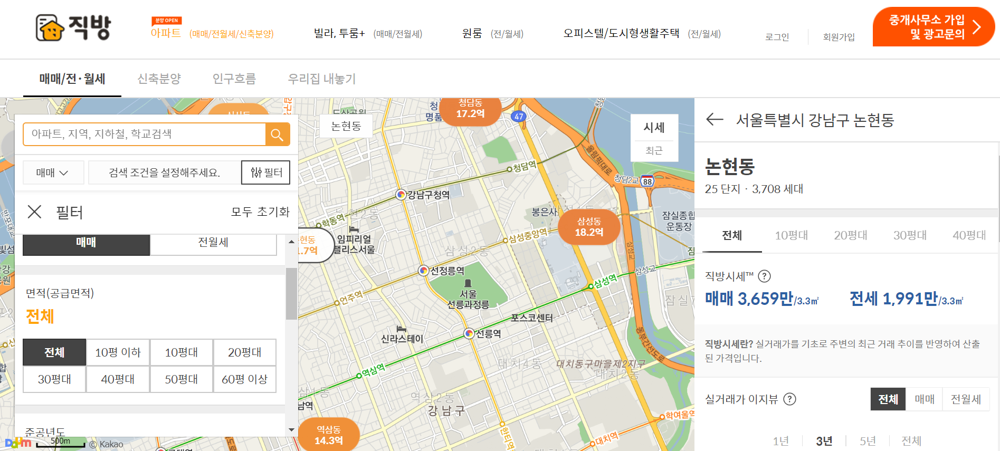 직방
분양 OPEN
아파트 (매매/전월세/신축분양)
빌라, 투룸+ (매매/전월세)
원룸 (전/월세)
오피스텔/도시형생활주택 (전/월세)
로그인
회원가입
중개사무소 가입
및 광고문의
매매/전·월세
신축분양
인구흐름
우리집 내놓기
아파트, 지역, 지하철, 학교검색
매매
검색 조건을 설정해주세요.
필터
필터
모두 초기화
매매
전월세
면적(공급면적)
전체
전체 10평 이하 10평대 20평대
30평대 40평대 50평대 60평 이상
준공년도
Daum
500m
© Kakao
논현동
도산공원
청담동
17.2억
47
시세
최근
올림픽대로
청담2교
88
청담역
강남구청역
학동역
임피리얼
팰리스서울
봉은사
삼성동
18.2억
잠실종합
운동장
삼성중앙역
삼성2동
삼성교
삼성교
선정릉역
삼성역
서울
선릉과정릉
언주역
포스코센터
신라스테이
선릉역
동부간선도로
대치4동
대치동구마을제2지구
대치2동
역삼역
역삼2동
강남구
역삼동
14.3억
한티역
학여울역
대치역
서울특별시 강남구 논현동
논현동
25 단지 · 3,708 세대
전체 10평대 20평대 30평대 40평대
직방시세™ ?
매매 3,659만/3.3㎡
전세 1,991만/3.3㎡
직방시세란? 실거래가를 기초로 주변의 최근 거래 추이를 반영하여 산출
된 가격입니다.
실거래가 이지뷰 ?
전체 매매 전월세
1년 3년 5년 전체